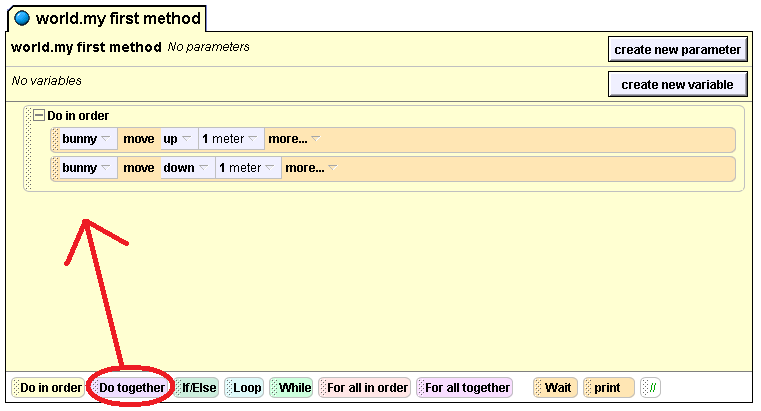 world.my first method
world.my first method No parameters create new parameter
No variables create new variable
Do in order
bunny move up 1 meter more...
bunny move down 1 meter more...
Do in order Do together If/Else Loop While For all in order For all together Wait print //